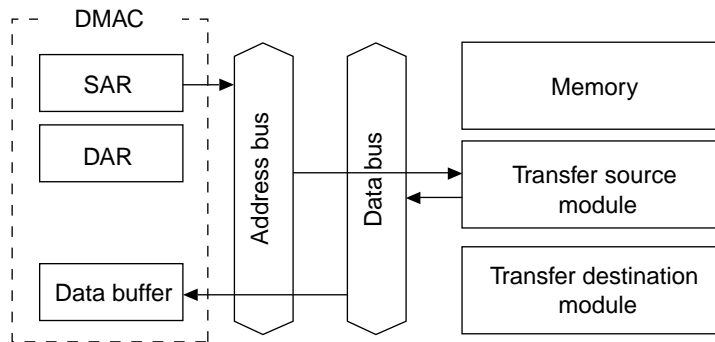 DMAC
SAR
DAR
Data buffer
Address bus
Data bus
Memory
Transfer source
module
Transfer destination
module